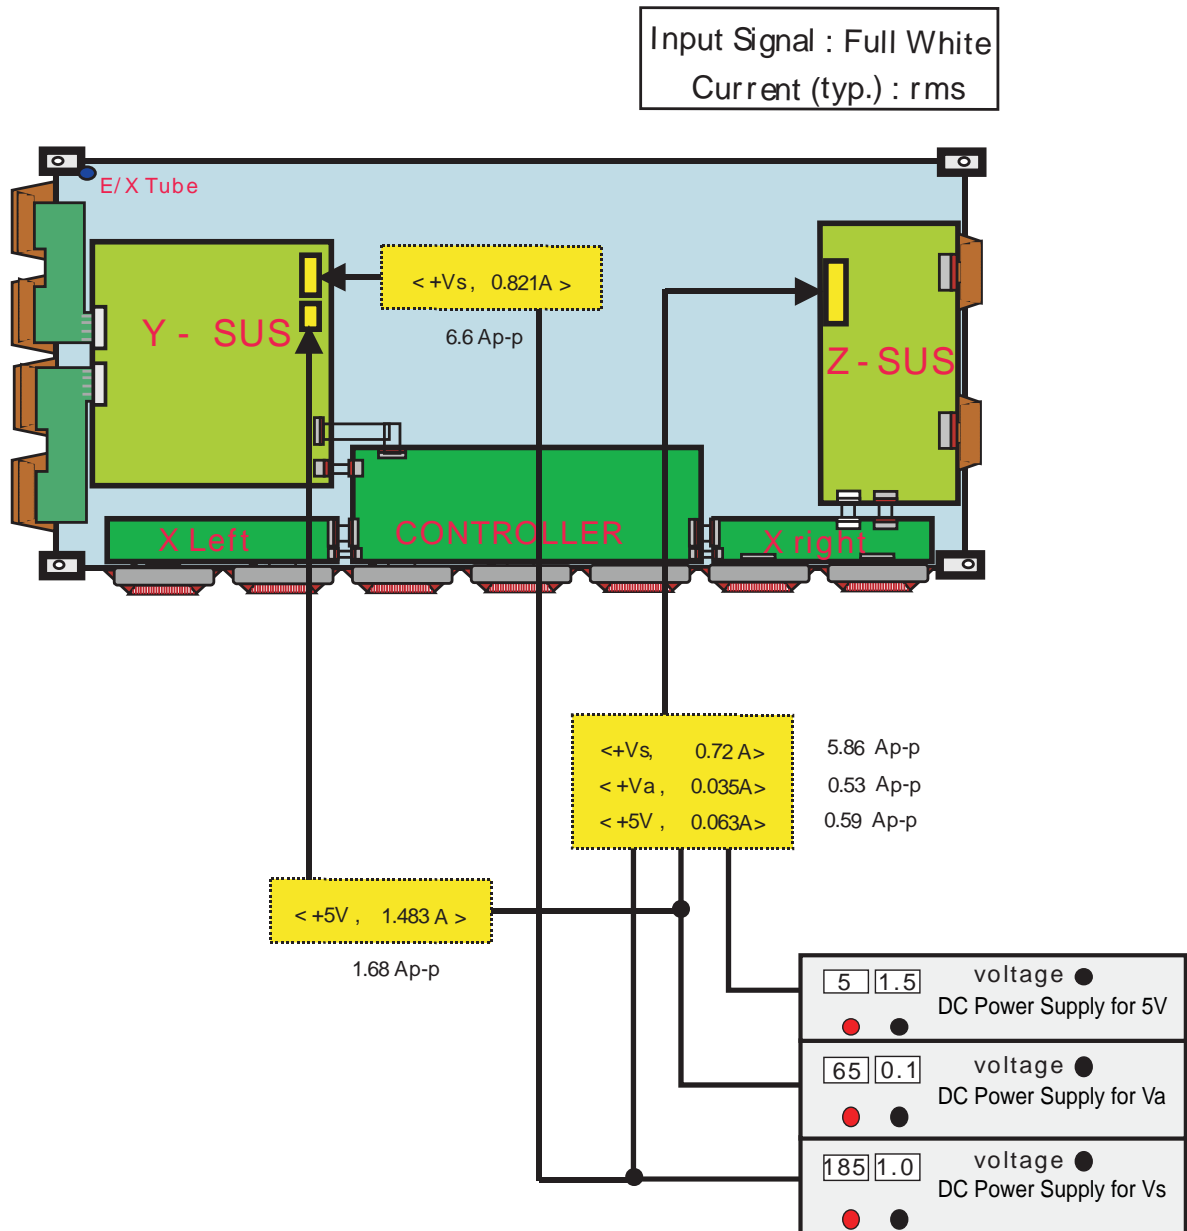 Input Signal : Full White
Current (typ.) : rms
E/X Tube
< +Vs, 0.821A >
6.6 Ap-p
Y - SUS
Z - SUS
X Left
CONTROLLER
X right
<+Vs, 0.72 A> 5.86 Ap-p
< +Va , 0.035A> 0.53 Ap-p
< +5V , 0.063A> 0.59 Ap-p
< +5V , 1.483 A >
1.68 Ap-p
5 1.5 voltage
DC Power Supply for 5V
65 0.1 voltage
DC Power Supply for Va
185 1.0 voltage
DC Power Supply for Vs